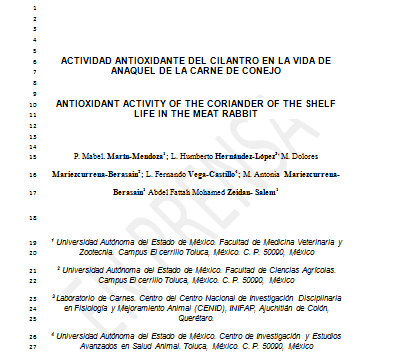 1
2
3
4
5
6 ACTIVIDAD ANTIOXIDANTE DEL CILANTRO EN LA VIDA DE
7 ANAQUEL DE LA CARNE DE CONEJO
8
9
10 ANTIOXIDANT ACTIVITY OF THE CORIANDER OF THE SHELF
11 LIFE IN THE MEAT RABBIT
12
13
14
15 P. Mabel. Marín-Mendoza1; L. Humberto Hernández-López2* M. Dolores
16 Mariezcurrena-Berasain2; L. Fernando Vega-Castillo4; M. Antonia Mariezcurrena-
17 Berasain1 Abdel Fattah Mohamed Zeidan- Salem1
18
19 1 Universidad Autónoma del Estado de México. Facultad de Medicina Veterinaria y
20 Zootecnia. Campus El cerrillo Toluca, México. C. P. 50090, México
21 2 Universidad Autónoma del Estado de México. Facultad de Ciencias Agrícolas.
22 Campus El cerrillo Toluca, México. C. P. 50090, México
23 3 Laboratorio de Carnes. Centro del Centro Nacional de Investigación Disciplinaria
24 en Fisiología y Mejoramiento Animal (CENID), INIFAP, Ajuchitlán de Colón,
25 Querétaro.
26 4 Universidad Autónoma del Estado de México. Centro de Investigación y Estudios
27 Avanzados en Salud Animal. Toluca, México. C. P. 50090, México
EN PRENSA